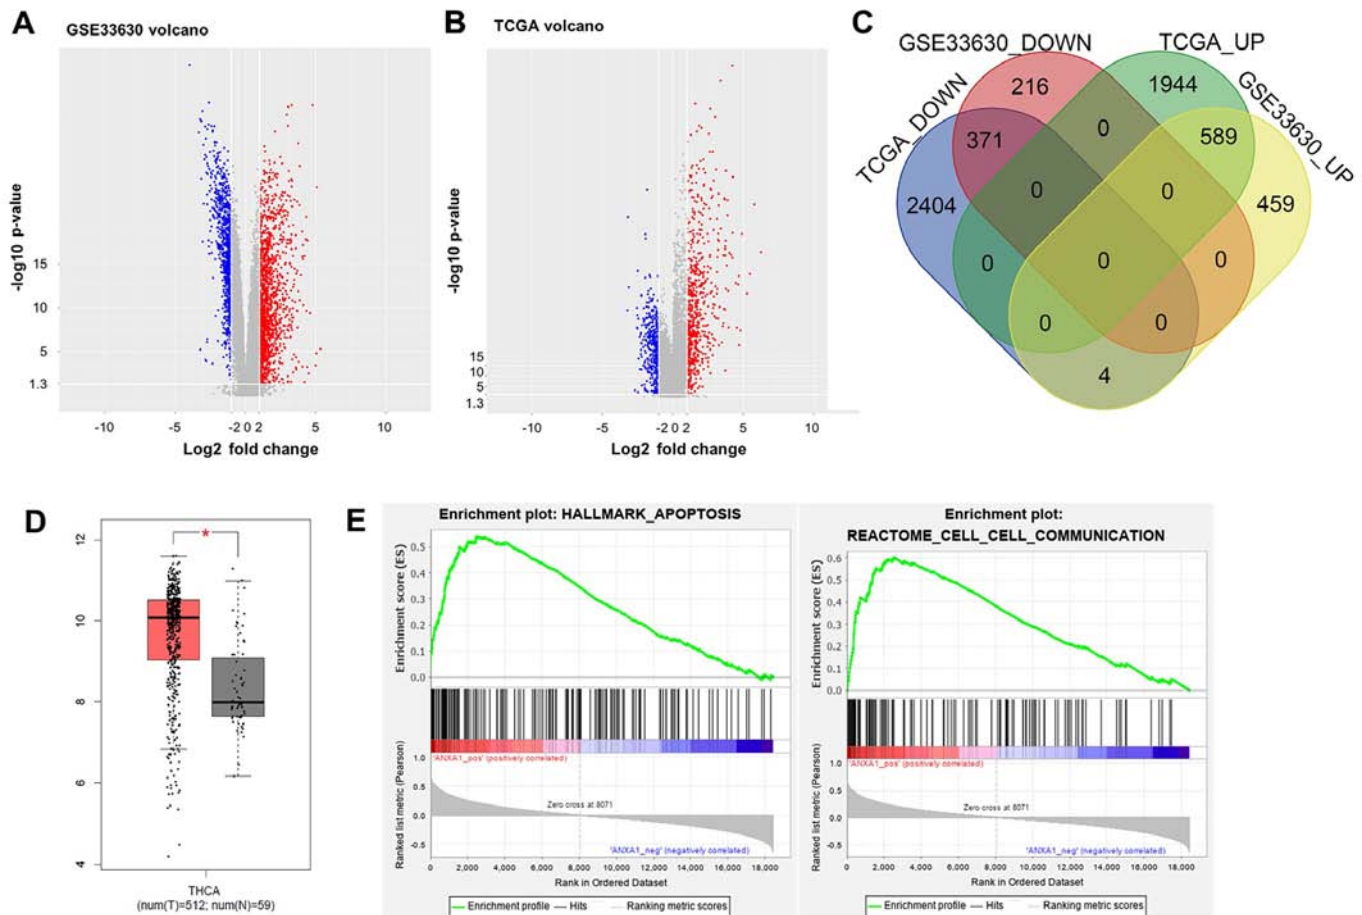 A
GSE33630 volcano
-log10 p-value
15
10
5
1.3
-10
-5
-2 0 2
5
10
Log2 fold change
B
TCGA volcano
-log10 p-value
15
10
5
1.3
-10
-5
-2 0 2
5
10
Log2 fold change
C
GSE33630_DOWN
TCGA_UP
TCGA_DOWN
GSE33630_UP
216
1944
0
371
589
0
0
2404
459
0
0
0
0
0
4
D
*
12
10
8
6
4
THCA
(num(T)=512; num(N)=59)
E
Enrichment plot: HALLMARK_APOPTOSIS
Enrichment score (ES)
0.5
0.4
0.3
0.2
0.1
0.0
'ANXA1_pos' (positively correlated)
Ranked list metric (Pearson)
1.0
0.5
0.0
-0.5
Zero cross at 8071
'ANXA1_neg' (negatively correlated)
0 2,000 4,000 6,000 8,000 10,000 12,000 14,000 16,000 18,000
Rank in Ordered Dataset
Enrichment profile Hits Ranking metric scores
Enrichment plot:
REACTOME_CELL_CELL_COMMUNICATION
Enrichment score (ES)
0.6
0.5
0.4
0.3
0.2
0.1
0.0
'ANXA1_pos' (positively correlated)
Ranked list metric (Pearson)
1.0
0.5
0.0
-0.5
Zero cross at 8071
'ANXA1_neg' (negatively correlated)
0 2,000 4,000 6,000 8,000 10,000 12,000 14,000 16,000 18,000
Rank in Ordered Dataset
Enrichment profile Hits Ranking metric scores